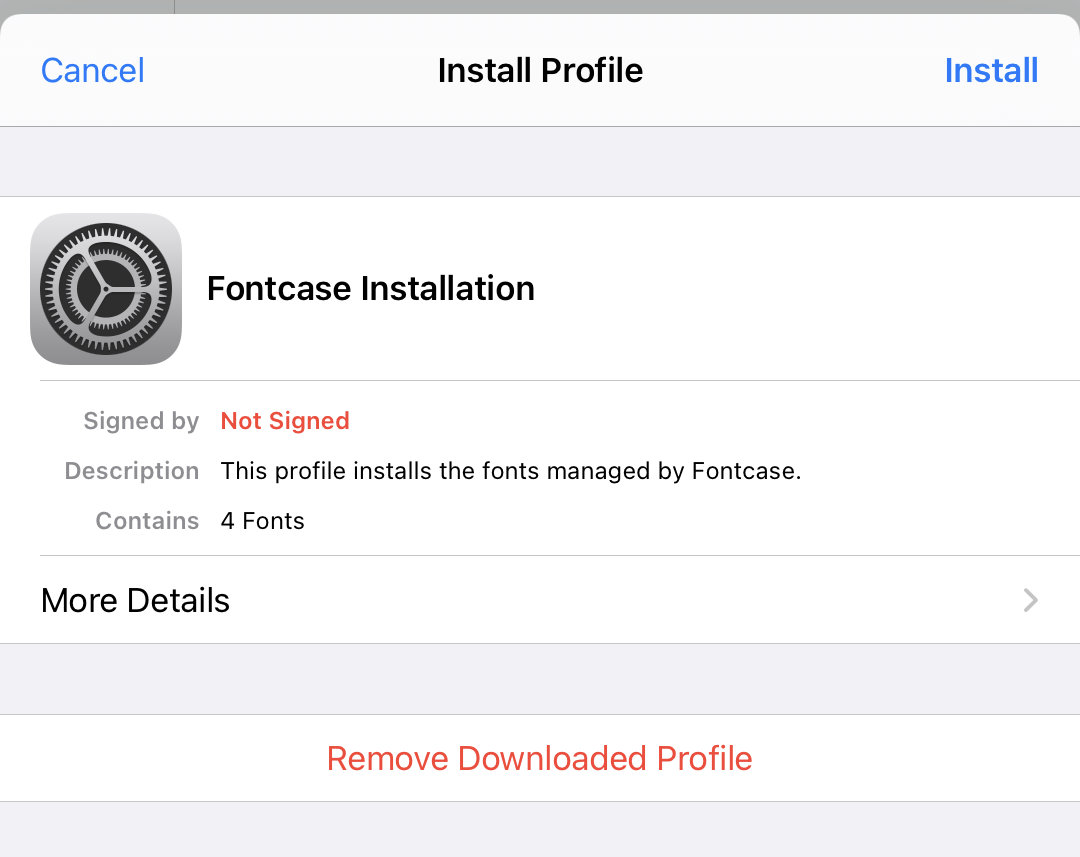 Cancel Install Profile Install
Fontcase Installation
Signed by Not Signed
Description This profile installs the fonts managed by Fontcase.
Contains 4 Fonts
More Details
Remove Downloaded Profile